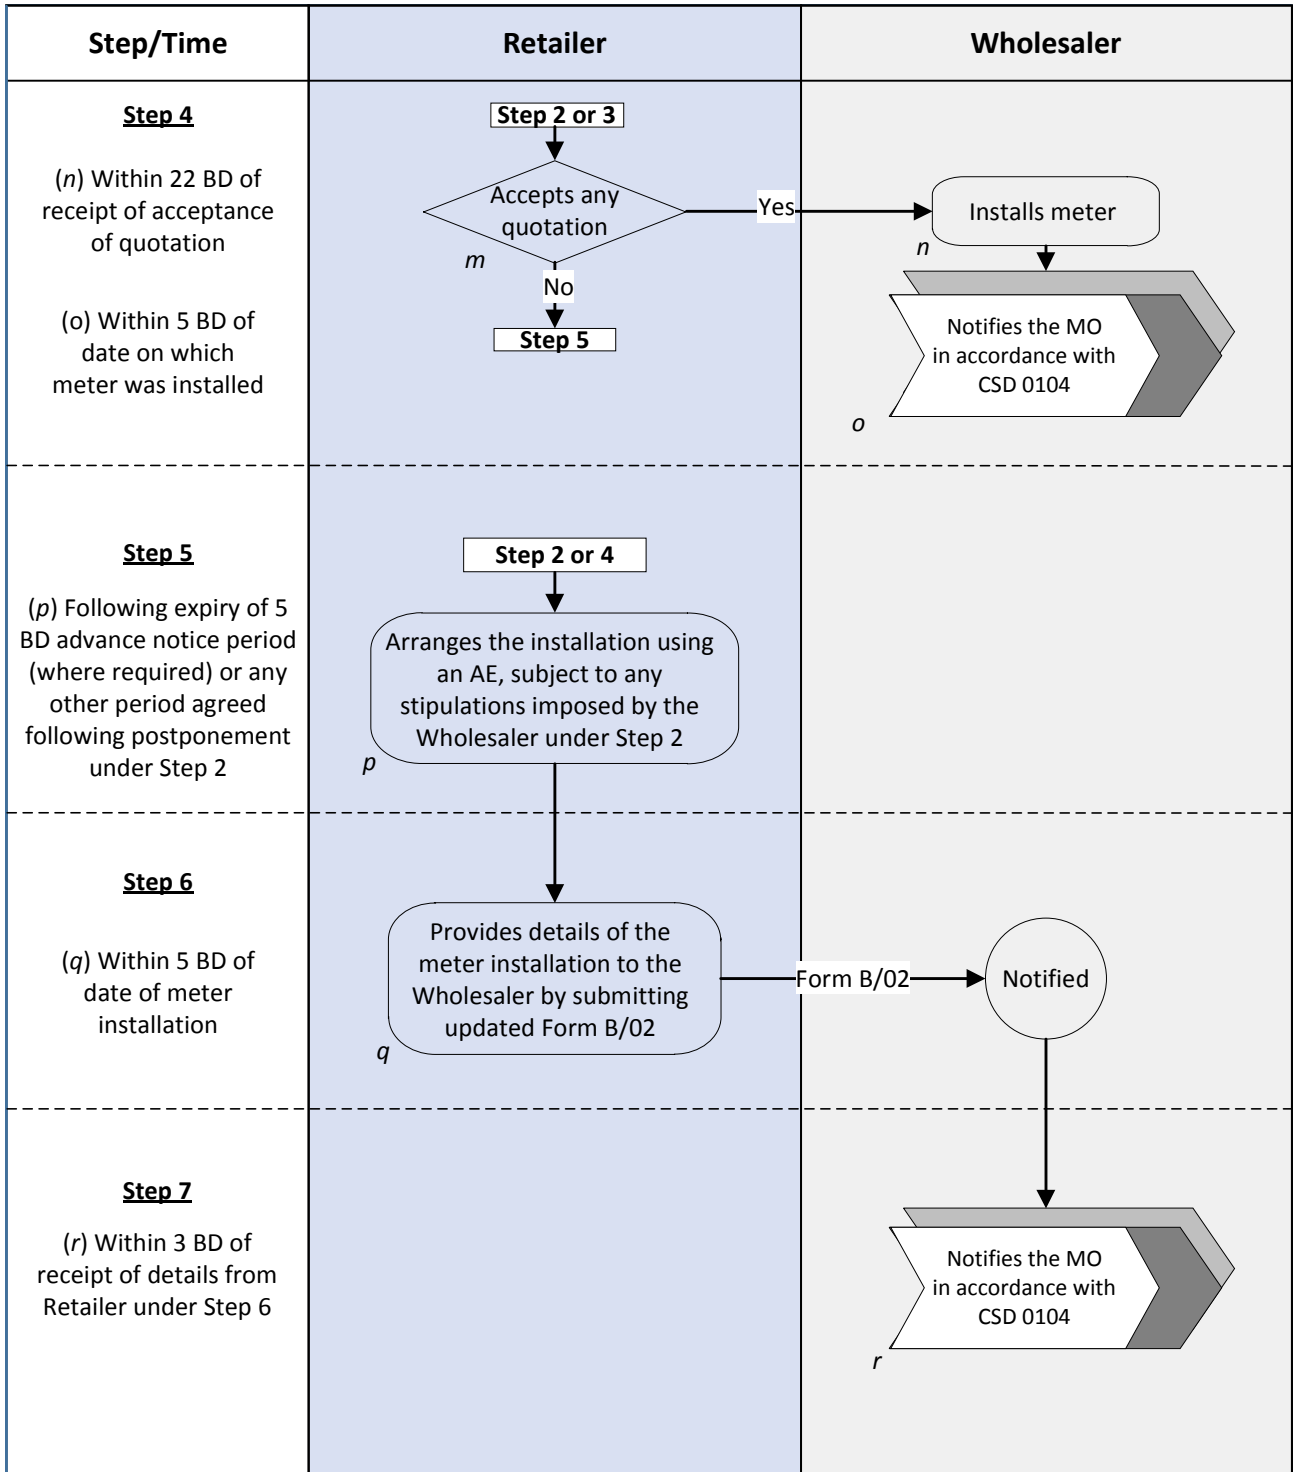 Step/Time
Retailer
Wholesaler
Step 4
(n) Within 22 BD of
receipt of acceptance
of quotation
(o) Within 5 BD of
date on which
meter was installed
Step 2 or 3
Accepts any
quotation
m
Yes
No
Step 5
Installs meter
n
Notifies the MO
in accordance with
CSD 0104
o
Step 5
(p) Following expiry of 5
BD advance notice period
(where required) or any
other period agreed
following postponement
under Step 2
Step 2 or 4
Arranges the installation using
an AE, subject to any
stipulations imposed by the
Wholesaler under Step 2
p
Step 6
(q) Within 5 BD of
date of meter
installation
Provides details of the
meter installation to the
Wholesaler by submitting
updated Form B/02
q
Form B/02
Notified
Step 7
(r) Within 3 BD of
receipt of details from
Retailer under Step 6
Notifies the MO
in accordance with
CSD 0104
r